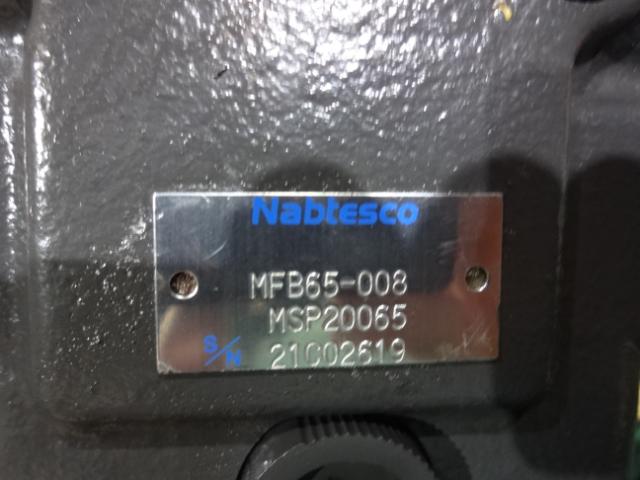 Nabtesco
MFB65-008
MSP20065
S/N 21C02619